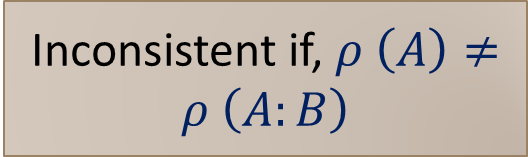 Inconsistent if, ρ (A) ≠
ρ (A: B)